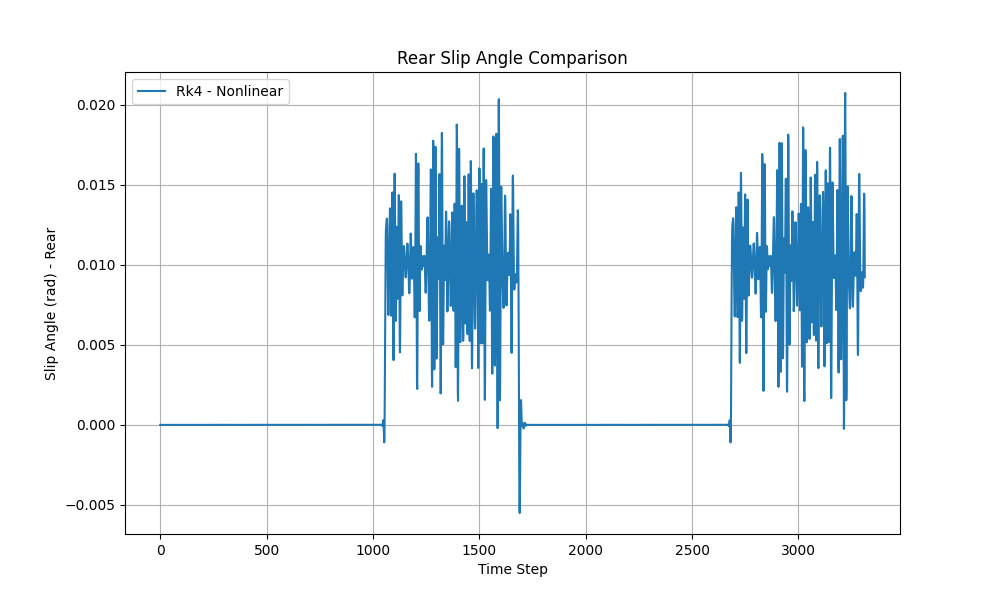 Rear Slip Angle Comparison
Rk4 - Nonlinear
Slip Angle (rad) - Rear
0.020
0.015
0.010
0.005
0.000
−0.005
0 500 1000 1500 2000 2500 3000
Time Step